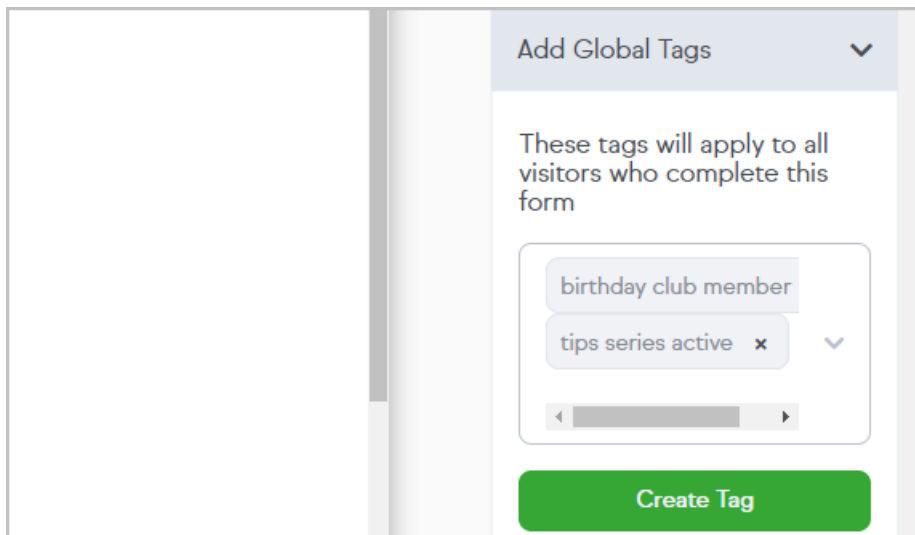 Add Global Tags
These tags will apply to all
visitors who complete this
form
birthday club member
tips series active ×
Create Tag